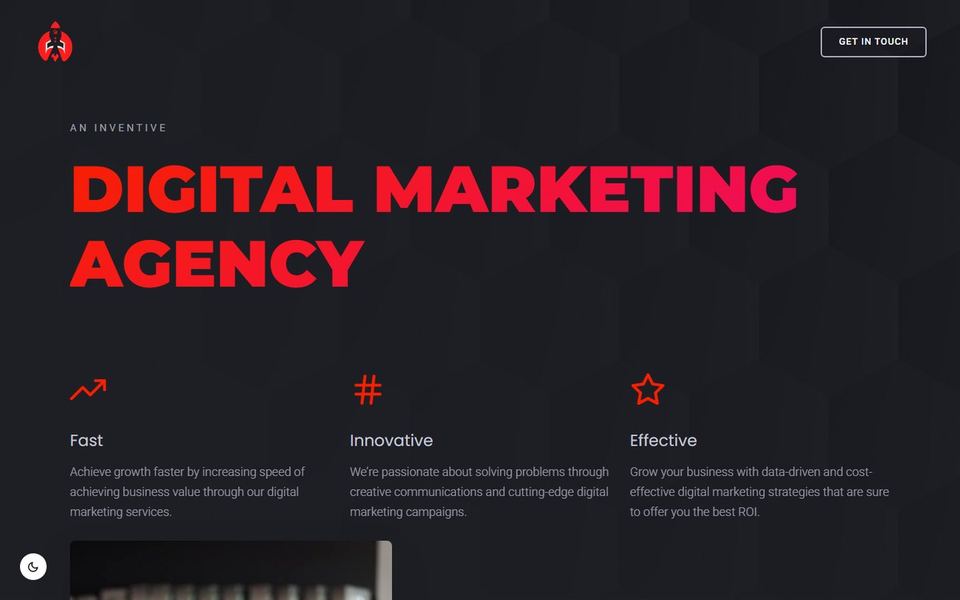 GET IN TOUCH
AN INVENTIVE
DIGITAL MARKETING
AGENCY
Fast
Achieve growth faster by increasing speed of
achieving business value through our digital
marketing services.
Innovative
We're passionate about solving problems through
creative communications and cutting-edge digital
marketing campaigns.
Effective
Grow your business with data-driven and cost-
effective digital marketing strategies that are sure
to offer you the best ROI.